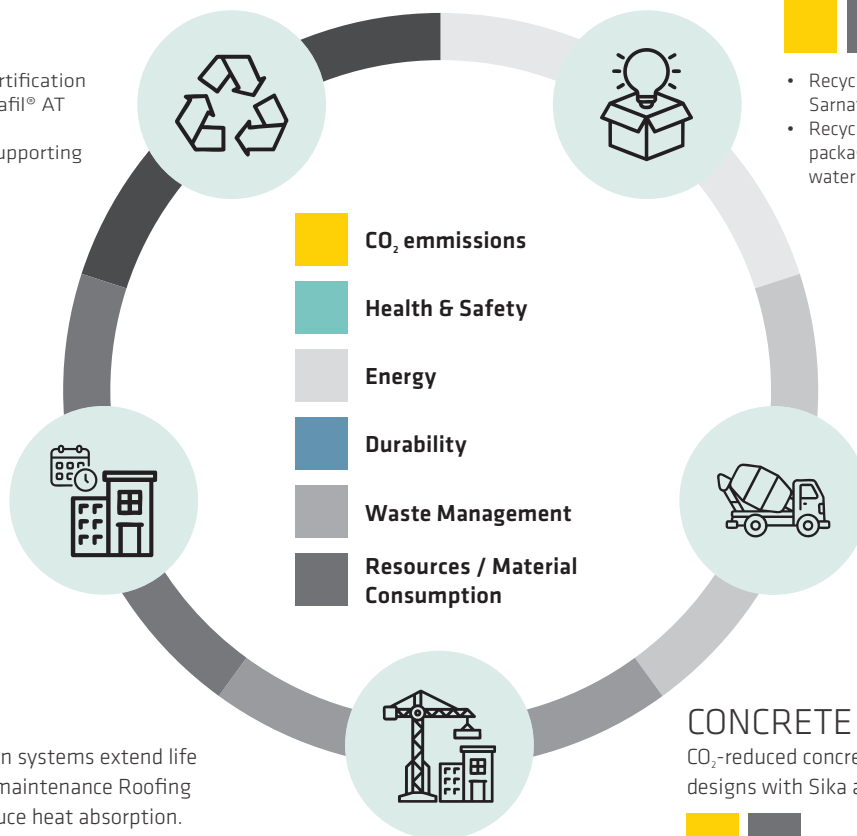 rtification
afil® AT
upporting
• Recyc
Sarna
• Recyc
packa
water
CO₂ emmissions
Health & Safety
Energy
Durability
Waste Management
Resources / Material
Consumption
n systems extend life
maintenance Roofing
uce heat absorption.
CONCRETE
CO₂-reduced concre
designs with Sika a